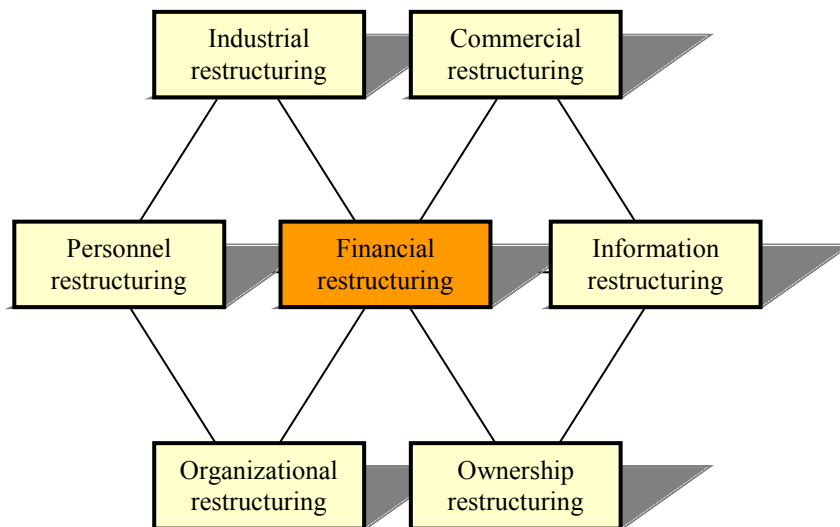 Industrial
restructuring
Commercial
restructuring
Personnel
restructuring
Financial
restructuring
Information
restructuring
Organizational
restructuring
Ownership
restructuring